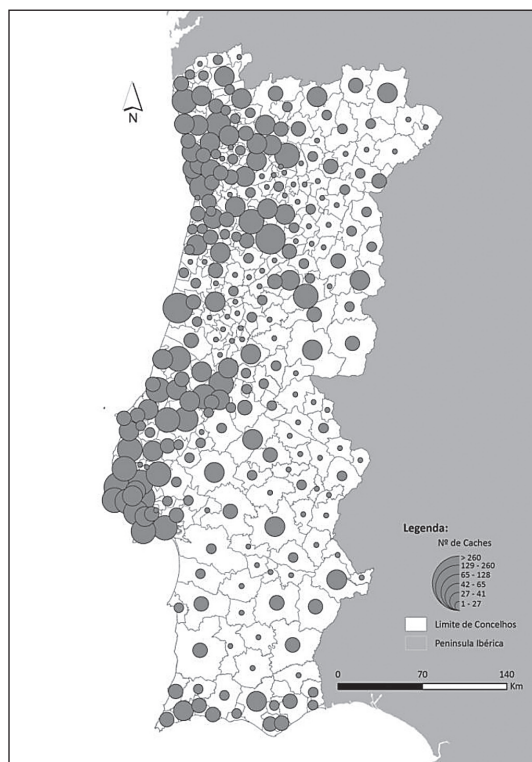 N
Legenda:
Nº de Caches
> 260
129 - 260
65 - 128
42 - 65
27 - 41
1 - 27
Limite de Concelhos
Peninsula Ibérica
0 70 140
Km